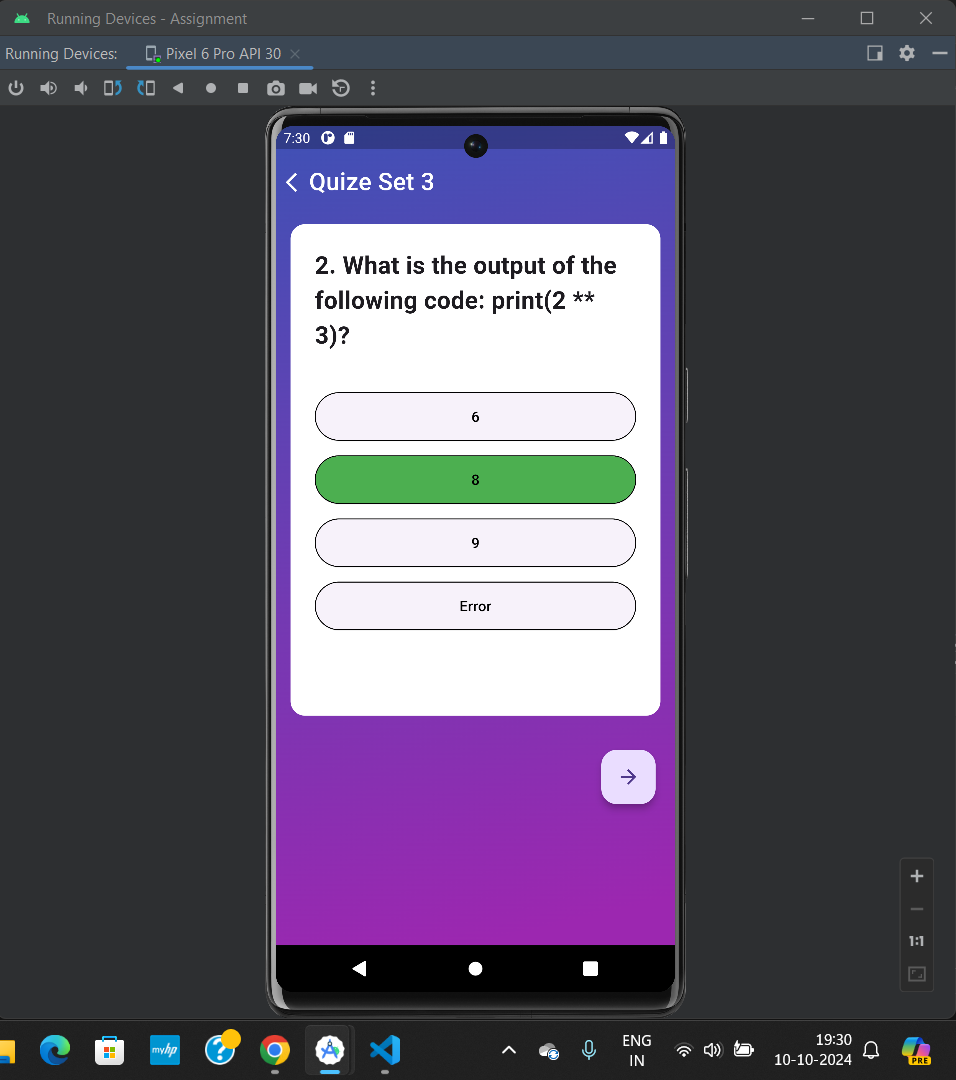 Running Devices - Assignment
Running Devices:
Pixel 6 Pro API 30
7:30
Quize Set 3
2. What is the output of the
following code: print(2 **
3)?
6
8
9
Error
1:1
myhp
ENG
IN
19:30
10-10-2024
PRE